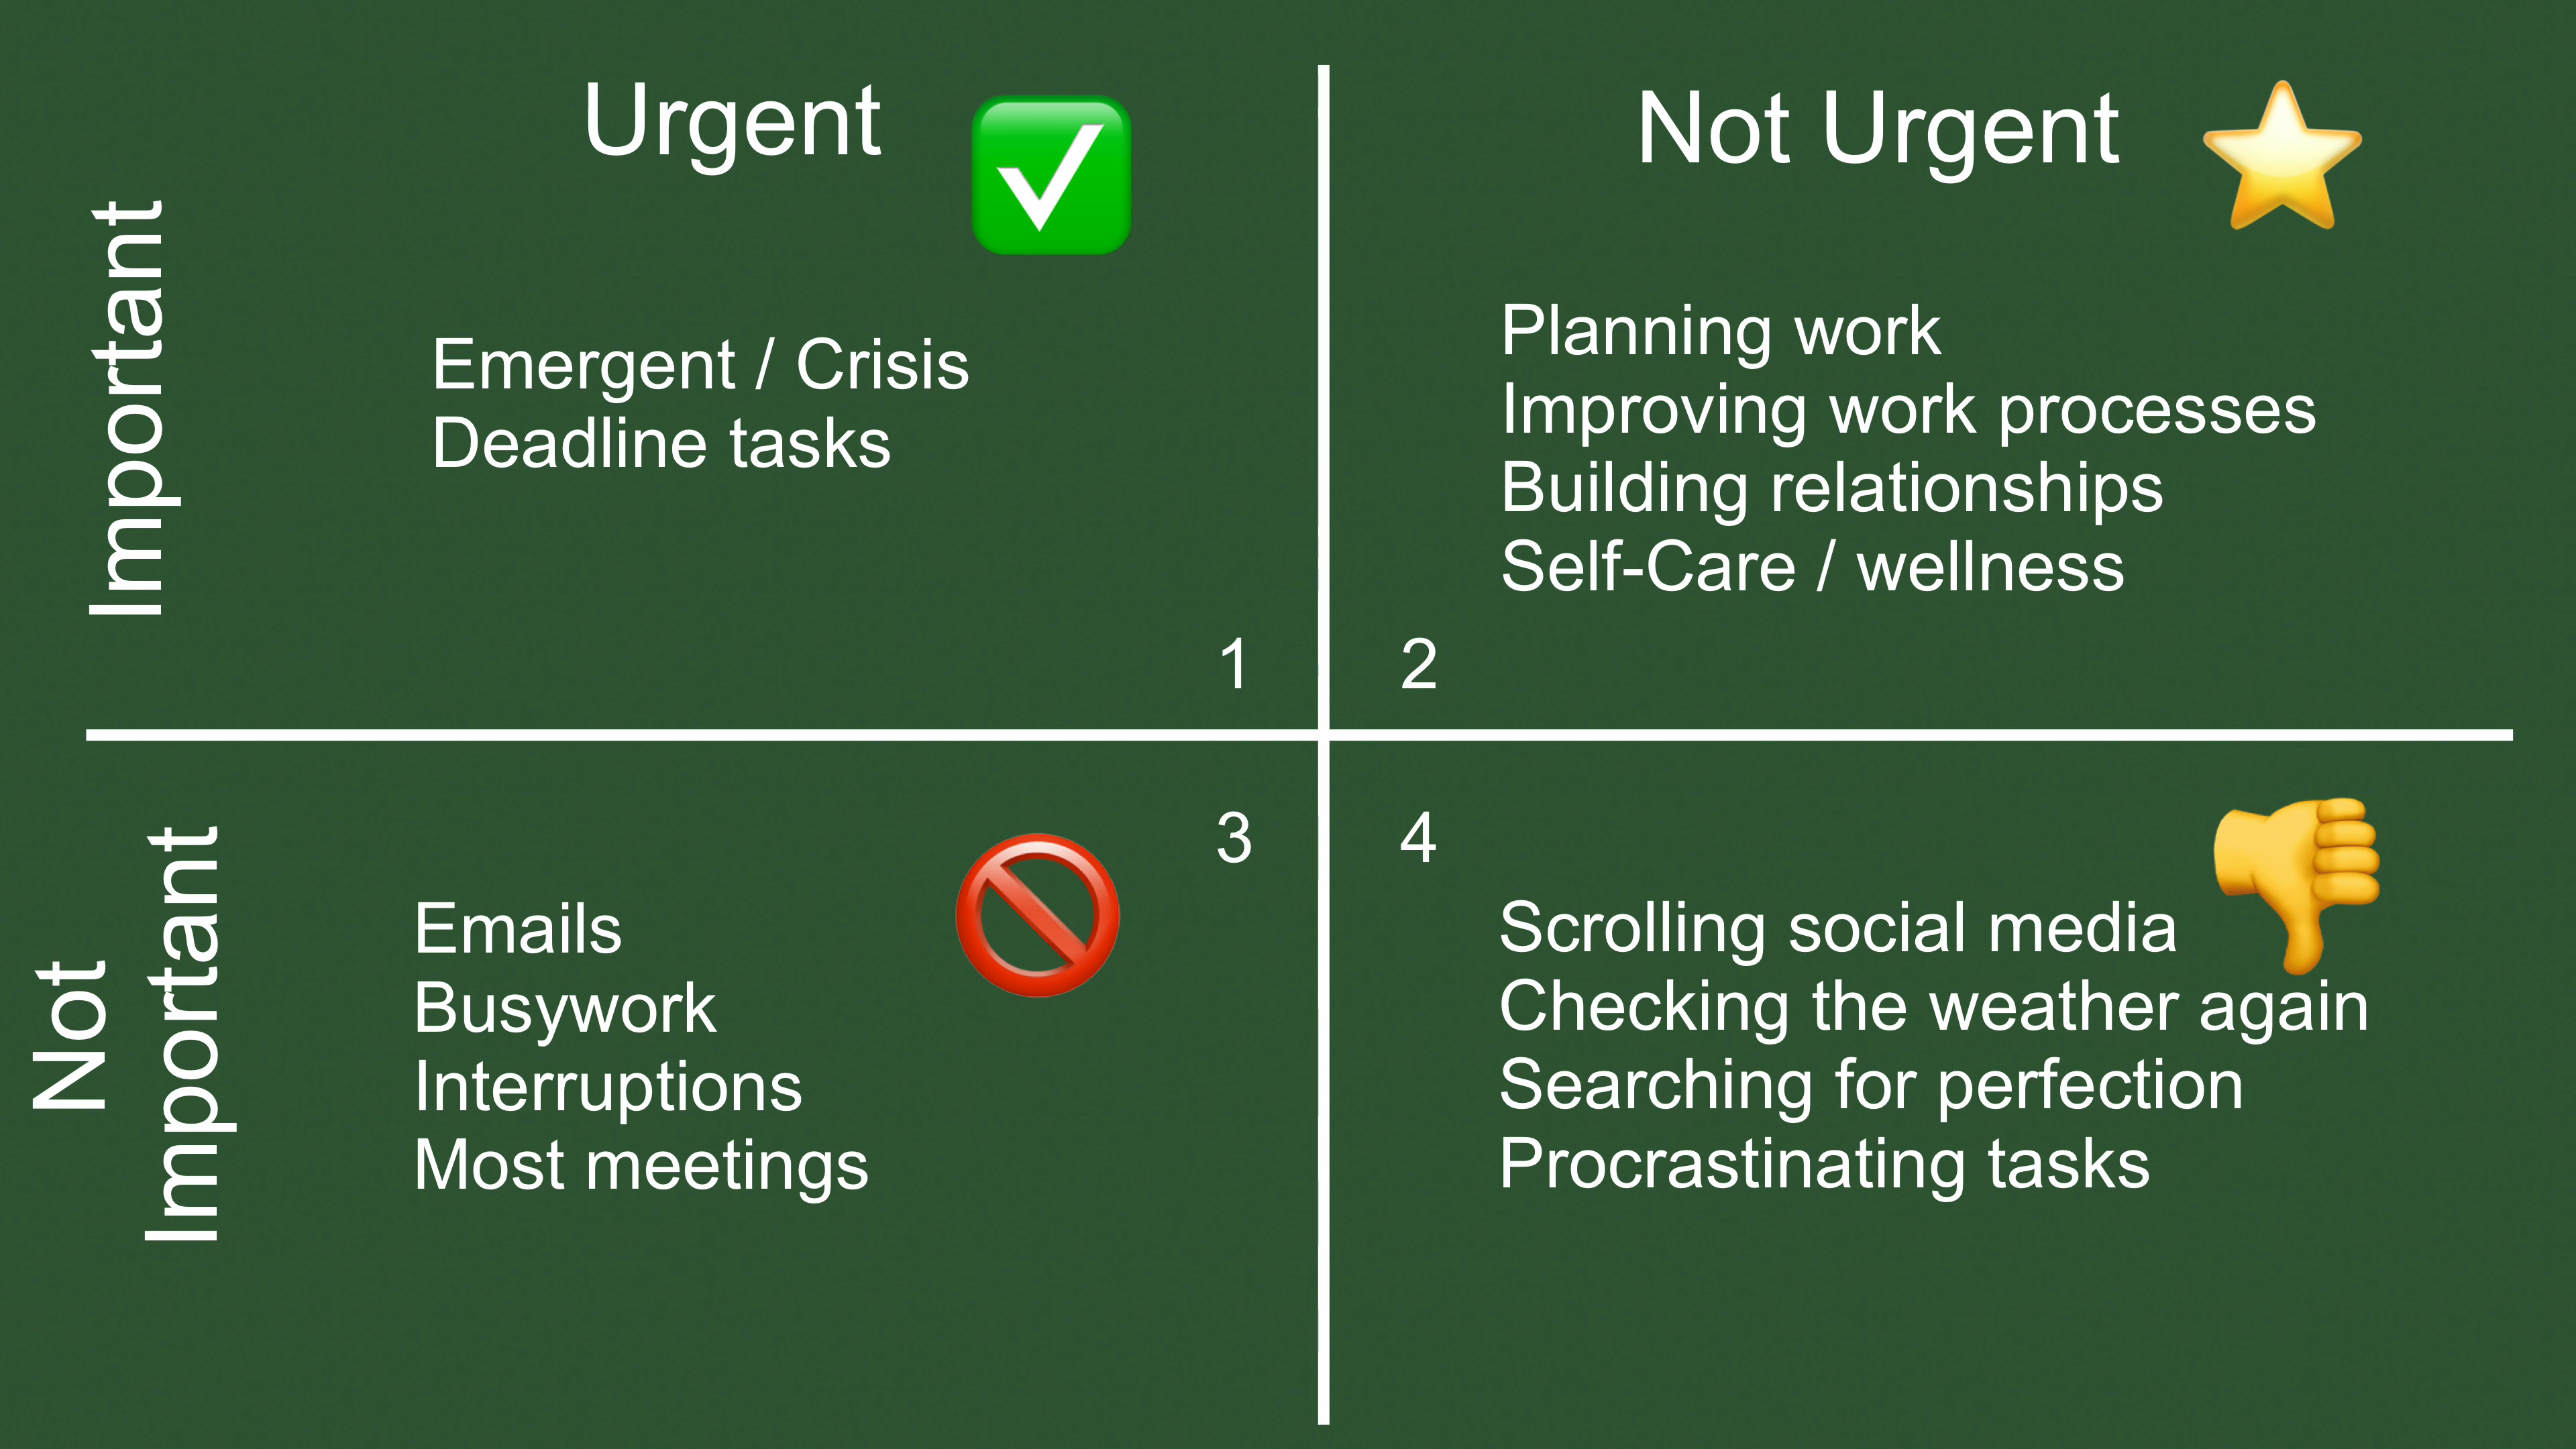 Urgent
Not Urgent
Important
Emergent / Crisis
Deadline tasks
1
Planning work
Improving work processes
Building relationships
Self-Care / wellness
2
Not
Important
3
Emails
Busywork
Interruptions
Most meetings
4
Scrolling social media
Checking the weather again
Searching for perfection
Procrastinating tasks